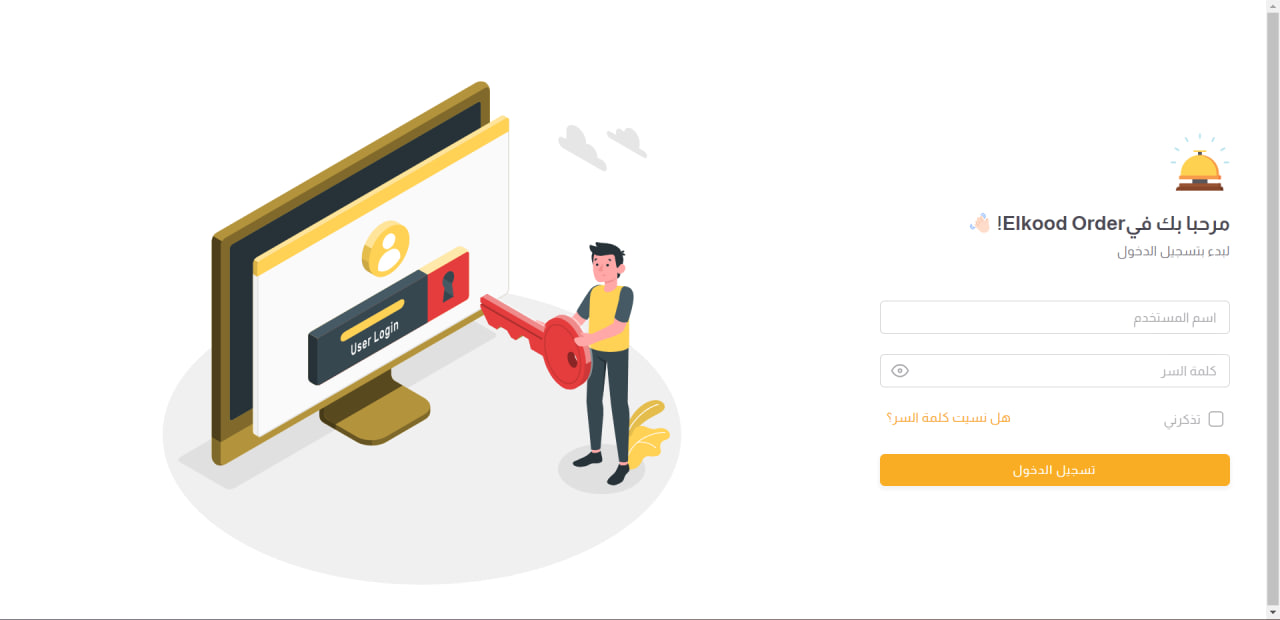 مرحبا بك فيElkood Order! 👋🏻
لبدء بتسجيل الدخول
اسم المستخدم
كلمة السر
تذكرني
هل نسيت كلمة السر؟
تسجيل الدخول
User Login